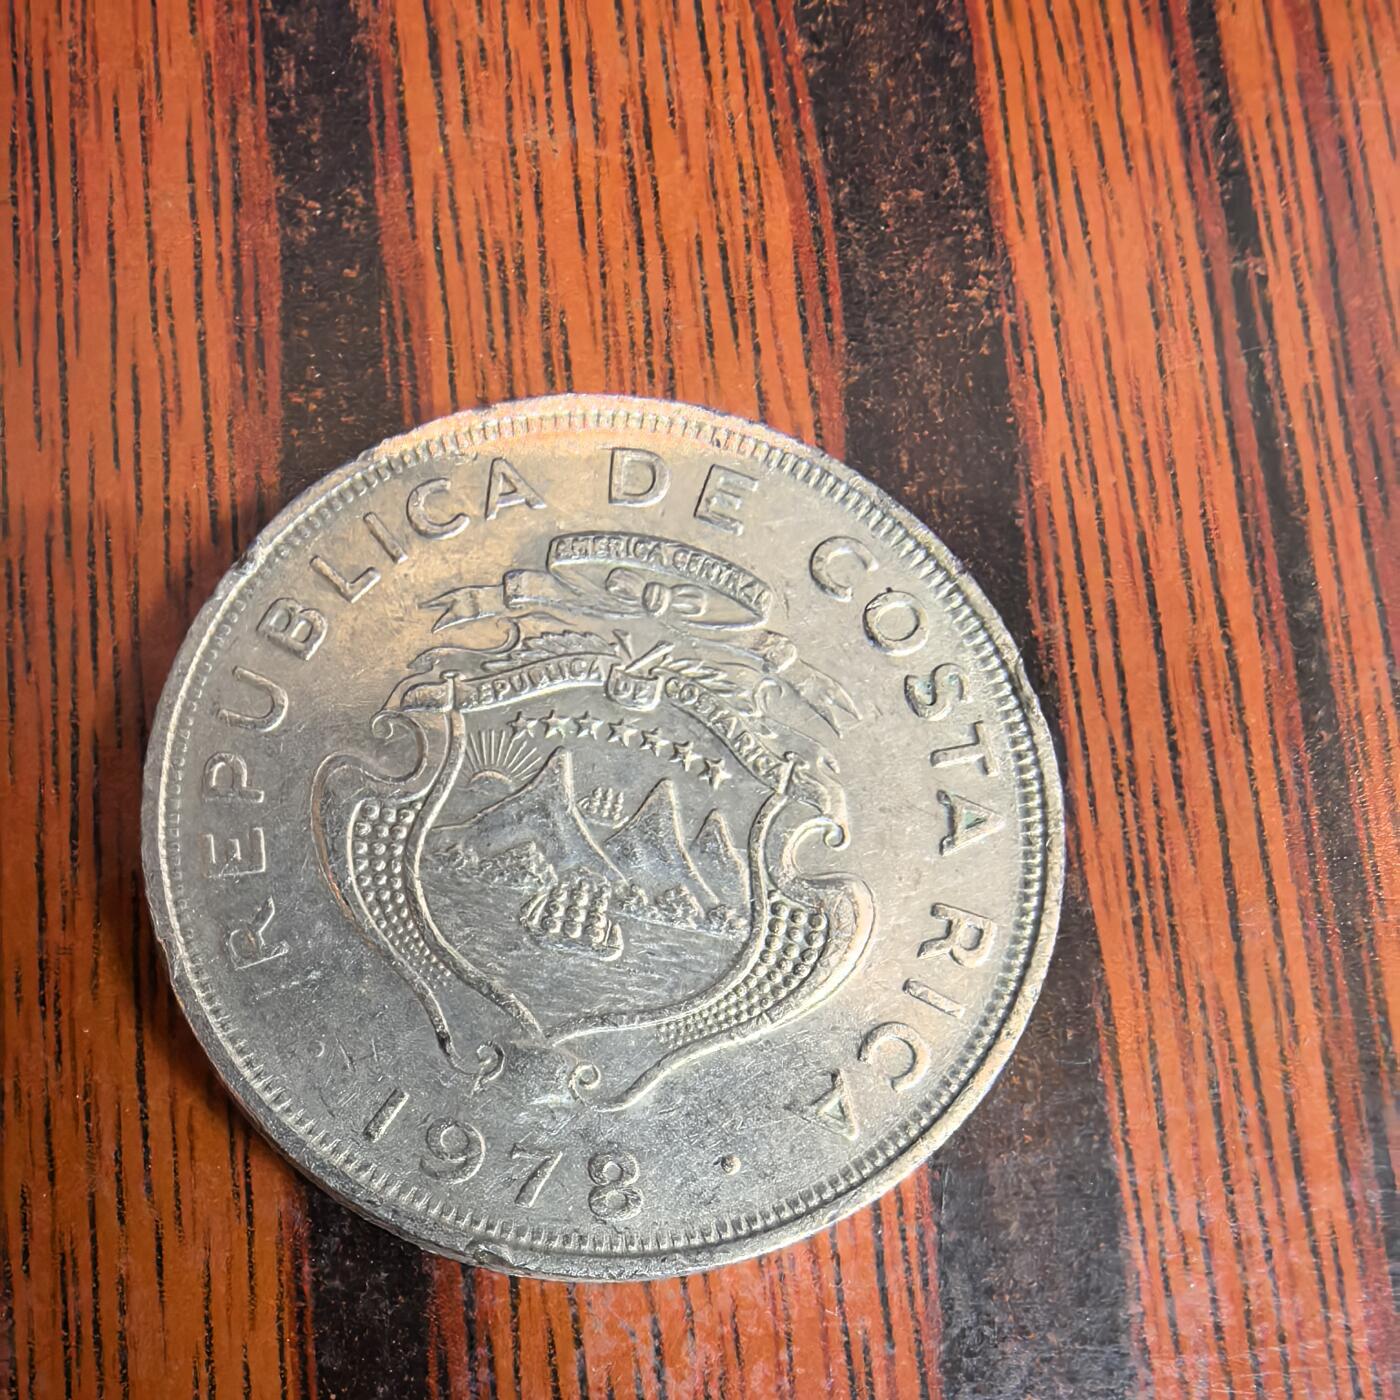 REPUBLICA DE COSTA RICA
AMERICA CENTRAL
REPUBLICA DE COSTA RICA
1978